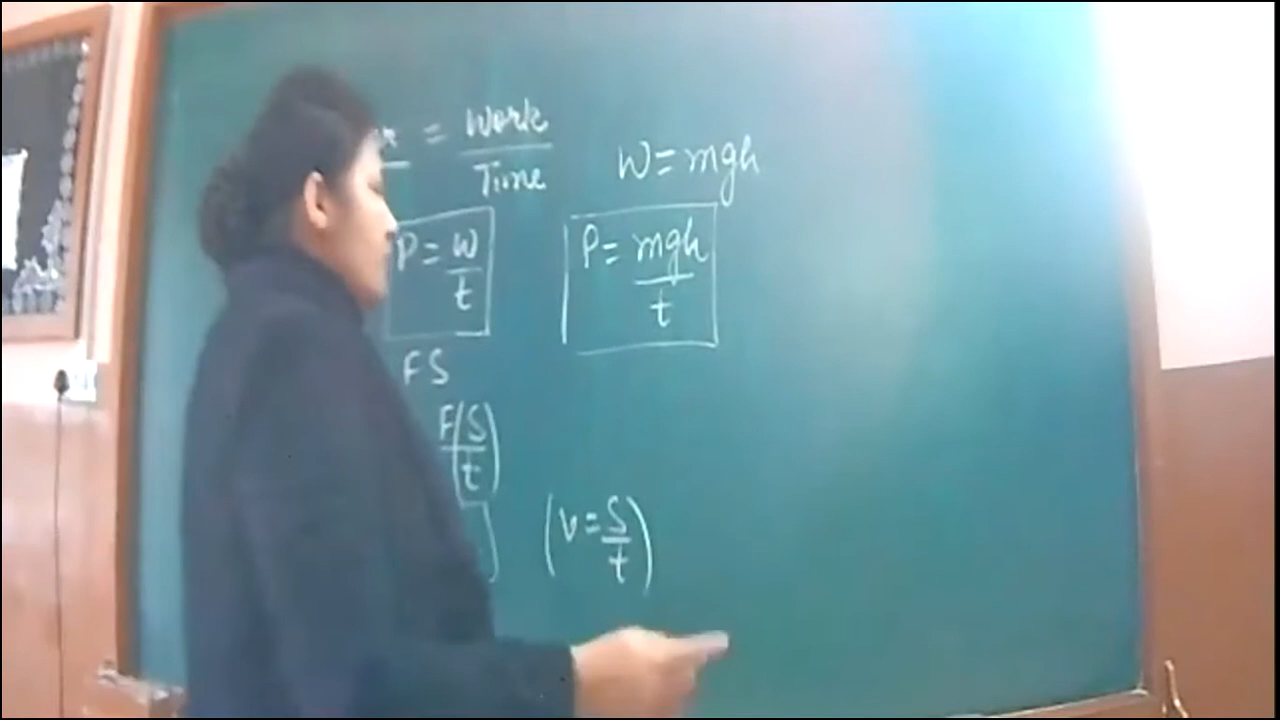 = Work / Time
W = mgh
P = W / t
P = mgh / t
F S
F (S / t)
(v = S / t)